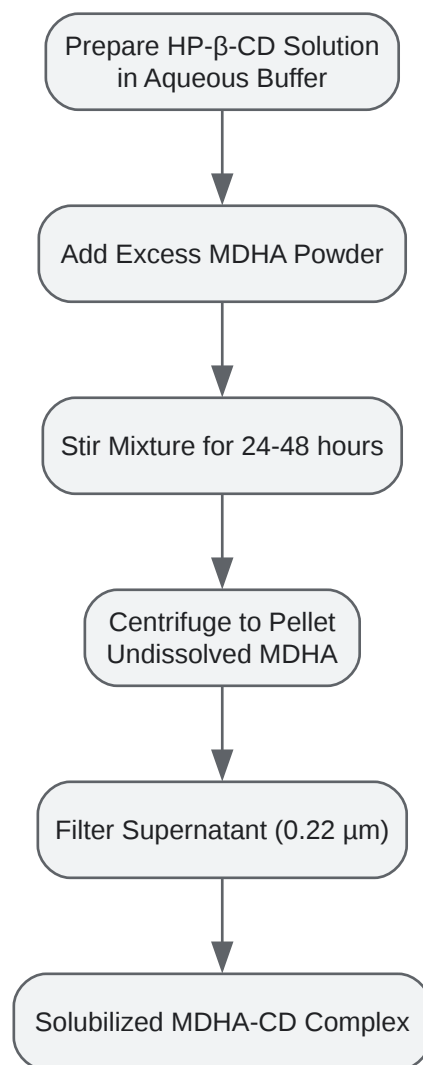 Prepare HP-β-CD Solution
in Aqueous Buffer
Add Excess MDHA Powder
Stir Mixture for 24-48 hours
Centrifuge to Pellet
Undissolved MDHA
Filter Supernatant (0.22 µm)
Solubilized MDHA-CD Complex